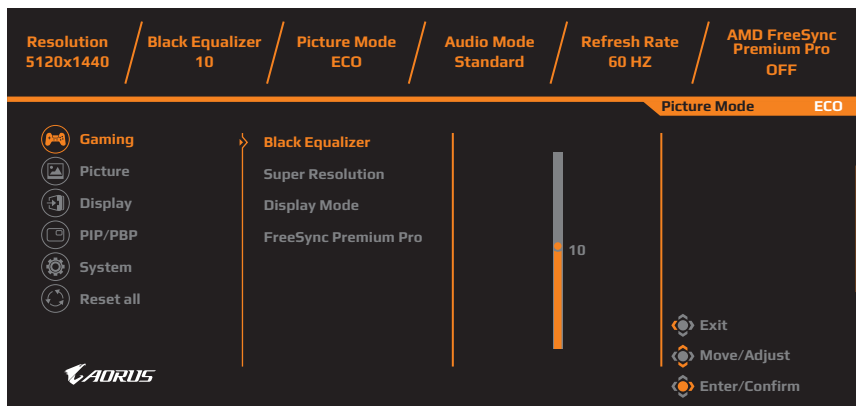 Resolution
5120x1440
Black Equalizer
10
Picture Mode
ECO
Audio Mode
Standard
Refresh Rate
60 HZ
AMD FreeSync
Premium Pro
OFF
Picture Mode ECO
Gaming
Picture
Display
PIP/PBP
System
Reset all
Black Equalizer
Super Resolution
Display Mode
FreeSync Premium Pro
10
Exit
Move/Adjust
Enter/Confirm
AORUS